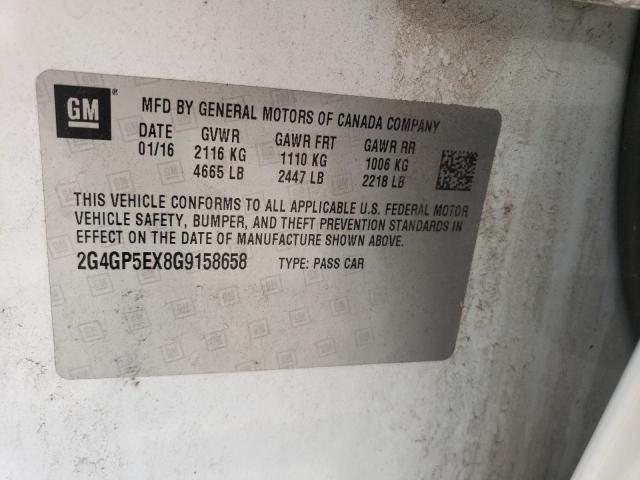 GM ®
MFD BY GENERAL MOTORS OF CANADA COMPANY
DATE GVWR GAWR FRT GAWR RR
01/16 2116 KG 1110 KG 1006 KG
4665 LB 2447 LB 2218 LB
THIS VEHICLE CONFORMS TO ALL APPLICABLE U.S. FEDERAL MOTOR
VEHICLE SAFETY, BUMPER, AND THEFT PREVENTION STANDARDS IN
EFFECT ON THE DATE OF MANUFACTURE SHOWN ABOVE.
2G4GP5EX8G9158658 TYPE: PASS CAR